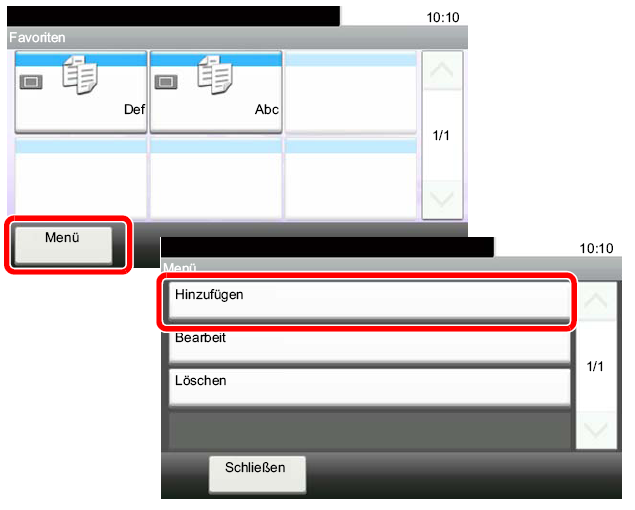 10:10
Favoriten
Def
Abc
1/1
Menü
10:10
Menü
Hinzufügen
Bearbeit
Löschen
1/1
Schließen